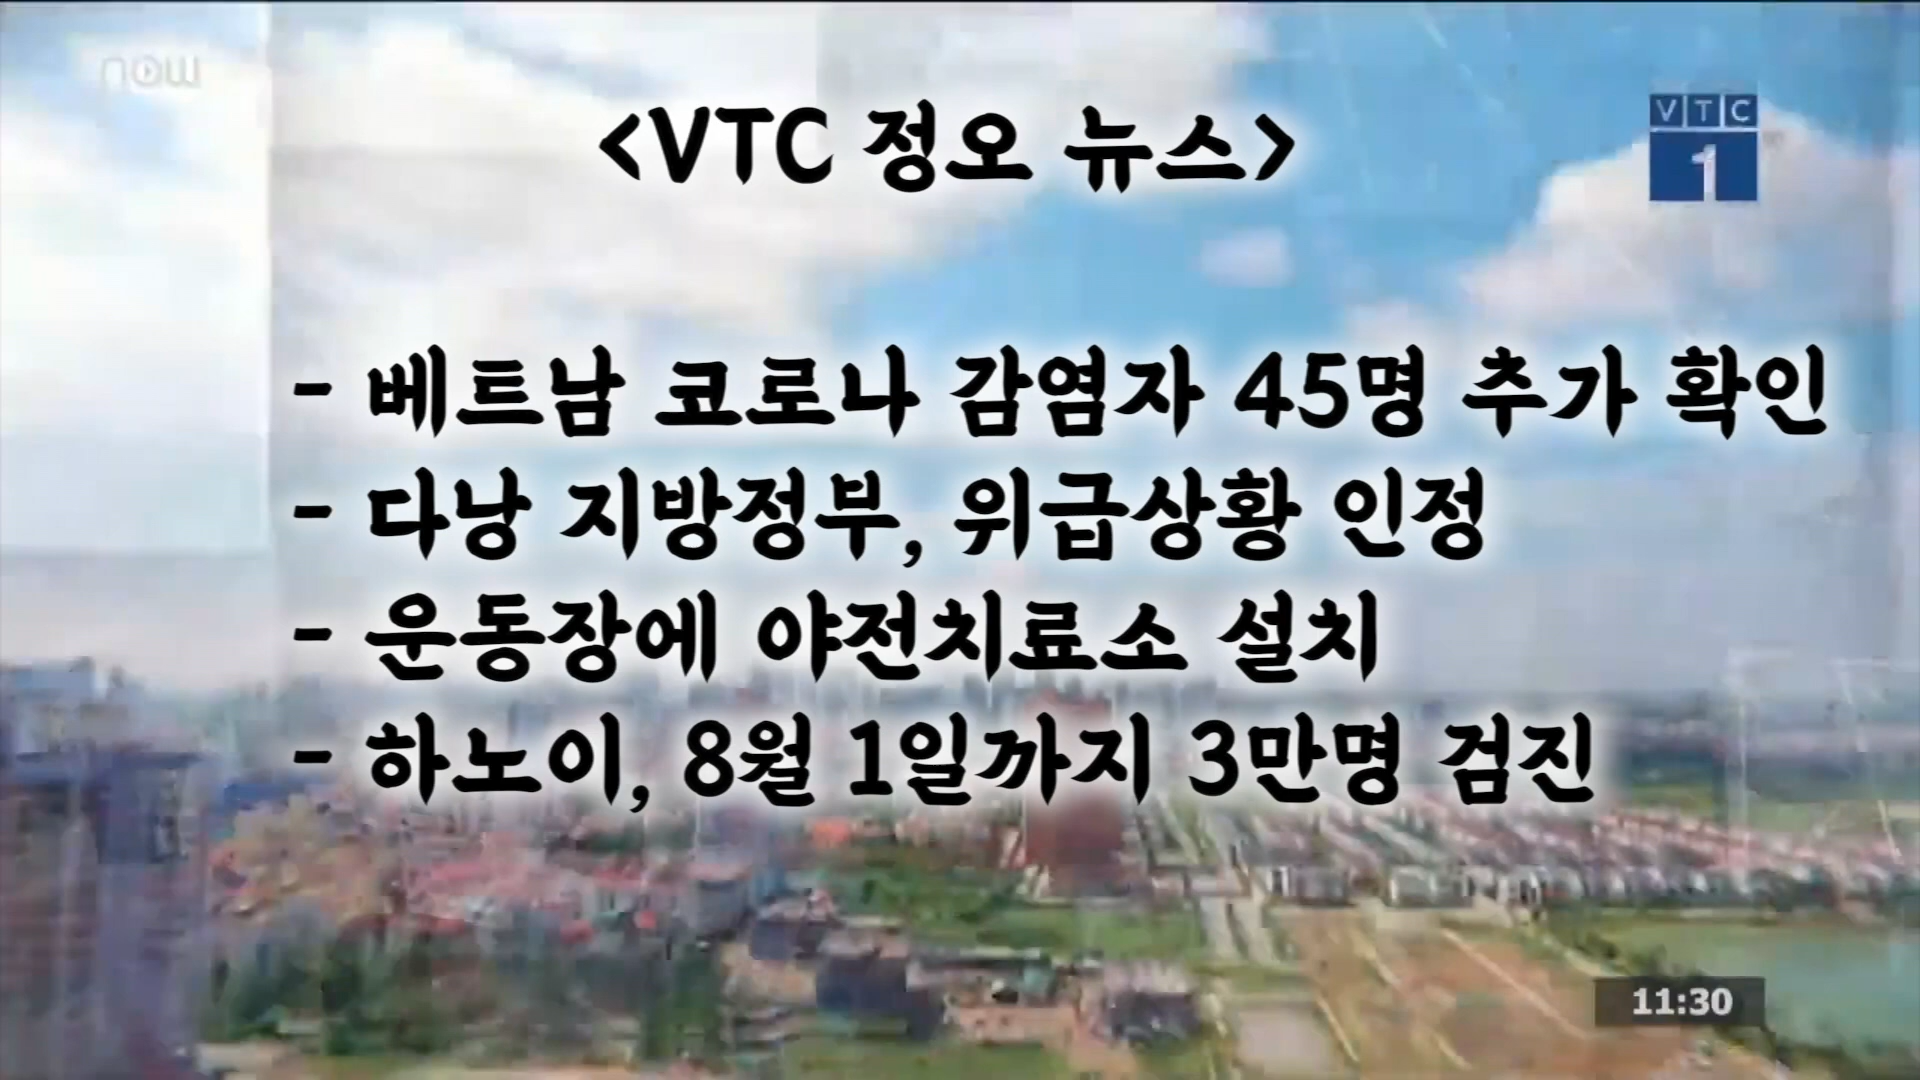 now
<VTC 정오 뉴스>
VTC
1
- 베트남 코로나 감염자 45명 추가 확인
- 다낭 지방정부, 위급상황 인정
- 운동장에 야전치료소 설치
- 하노이, 8월 1일까지 3만명 검진
11:30